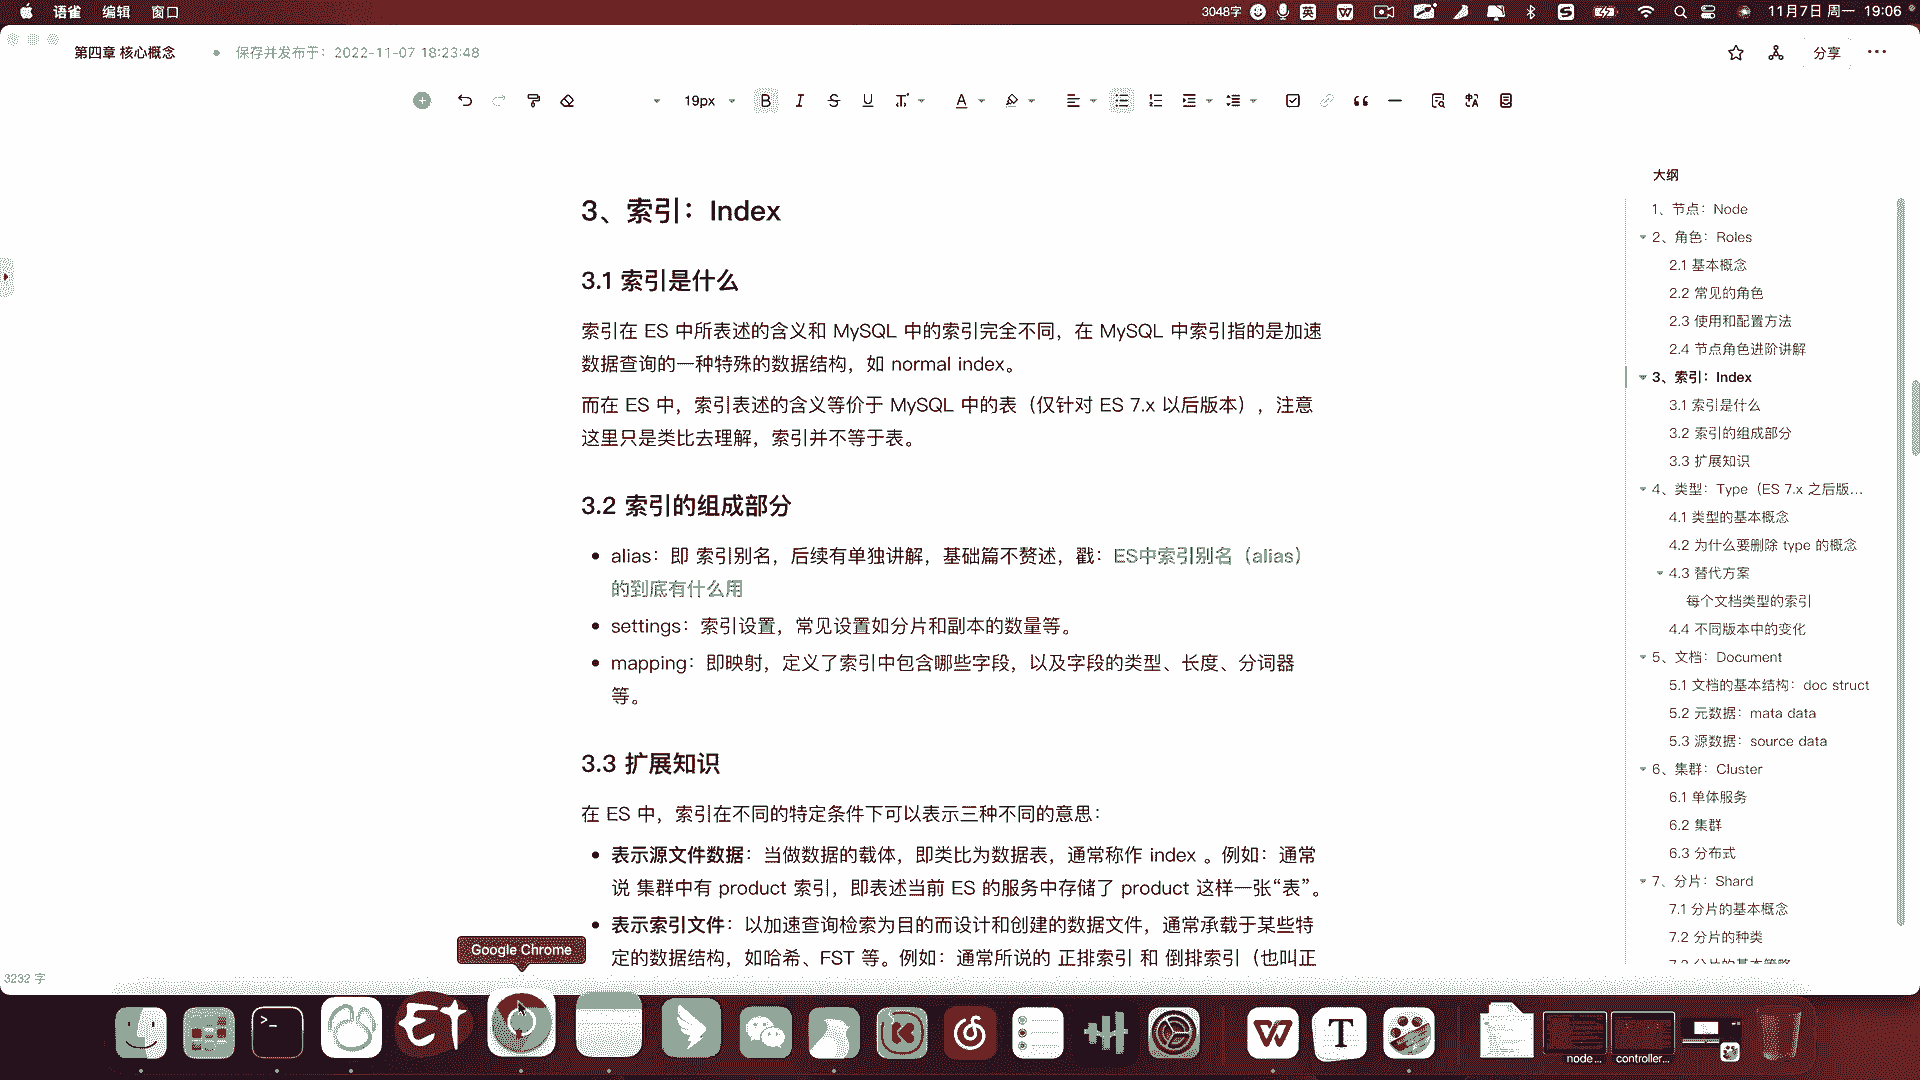 语雀 编辑 窗口 3048字 英 11月7日 周一 19:06
第四章 核心概念 保存并发布于：2022-11-07 18:23:48 分享
19px
3、索引：Index
3.1 索引是什么
索引在 ES 中所表述的含义和 MySQL 中的索引完全不同，在 MySQL 中索引指的是加速
数据查询的一种特殊的数据结构，如 normal index。
而在 ES 中，索引表述的含义等价于 MySQL 中的表（仅针对 ES 7.x 以后版本），注意
这里只是类比去理解，索引并不等于表。
3.2 索引的组成部分
alias：即 索引别名，后续有单独讲解，基础篇不赘述，戳：ES中索引别名（alias）
的到底有什么用
settings：索引设置，常见设置如分片和副本的数量等。
mapping：即映射，定义了索引中包含哪些字段，以及字段的类型、长度、分词器
等。
3.3 扩展知识
在 ES 中，索引在不同的特定条件下可以表示三种不同的意思：
表示源文件数据：当做数据的载体，即类比为数据表，通常称作 index 。例如：通常
说 集群中有 product 索引，即表述当前 ES 的服务中存储了 product 这样一张“表”。
表示索引文件：以加速查询检索为目的而设计和创建的数据文件，通常承载于某些特
定的数据结构，如哈希、FST 等。例如：通常所说的 正排索引 和 倒排索引（也叫正
大纲
1、节点：Node
2、角色：Roles
2.1 基本概念
2.2 常见的角色
2.3 使用和配置方法
2.4 节点角色进阶讲解
3、索引：Index
3.1 索引是什么
3.2 索引的组成部分
3.3 扩展知识
4、类型：Type（ES 7.x 之后版...
4.1 类型的基本概念
4.2 为什么要删除 type 的概念
4.3 替代方案
每个文档类型的索引
4.4 不同版本中的变化
5、文档：Document
5.1 文档的基本结构：doc struct
5.2 元数据：mata data
5.3 源数据：source data
6、集群：Cluster
6.1 单体服务
6.2 集群
6.3 分布式
7、分片：Shard
7.1 分片的基本概念
7.2 分片的种类
7.3 分片的基本策略
Google Chrome
3232 字
node...
controller...